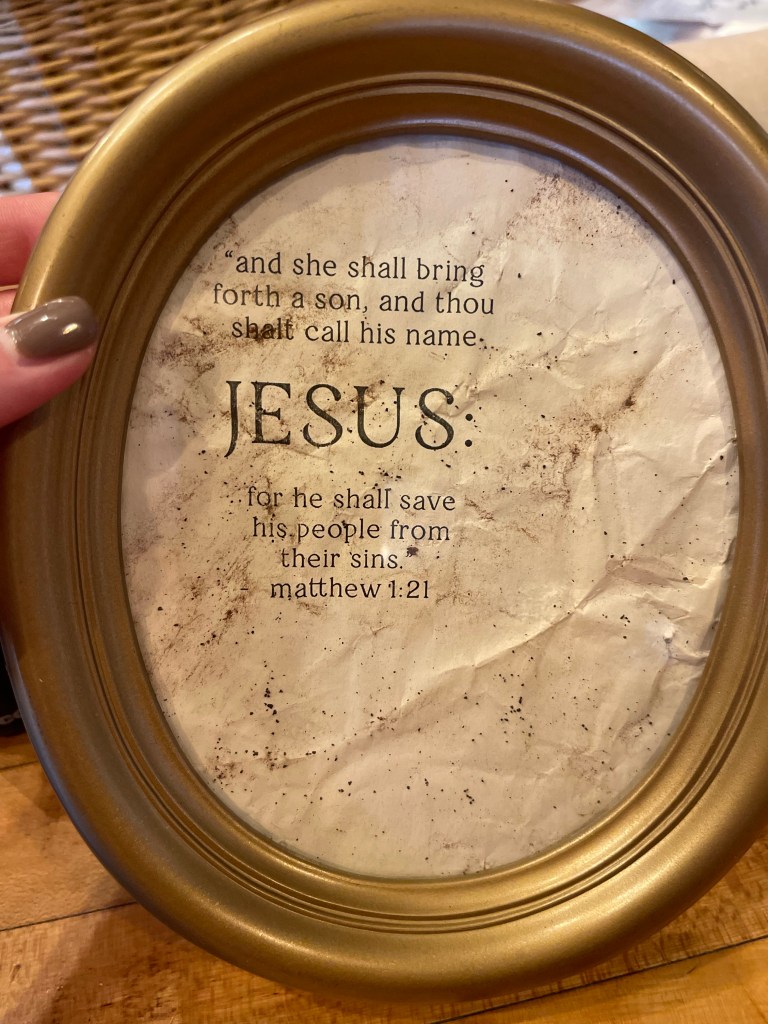 “and she shall bring
forth a son, and thou
shalt call his name
JESUS:
for he shall save
his people from
their sins.”
- matthew 1:21